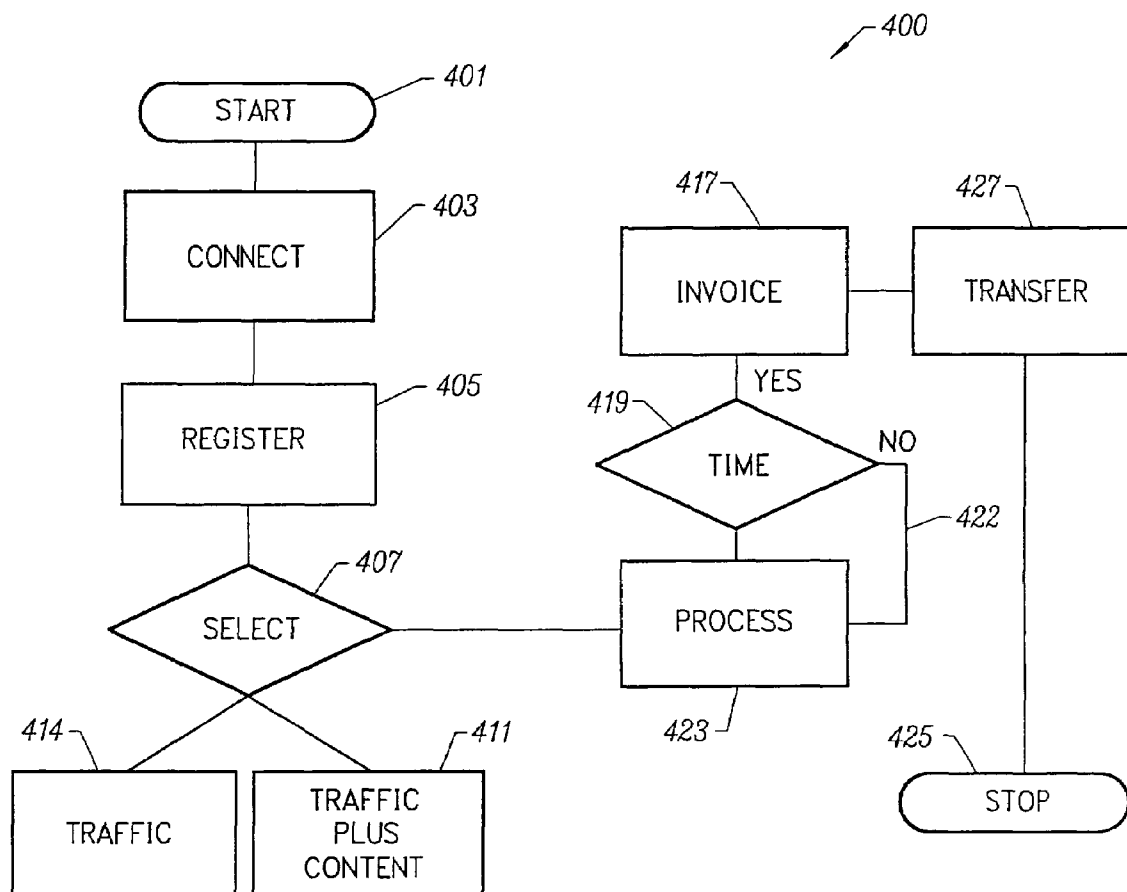 400
401
START
403
CONNECT
405
REGISTER
407
SELECT
414
TRAFFIC
411
TRAFFIC
PLUS
CONTENT
417
INVOICE
427
TRANSFER
YES
419
TIME
NO
422
PROCESS
423
425
STOP